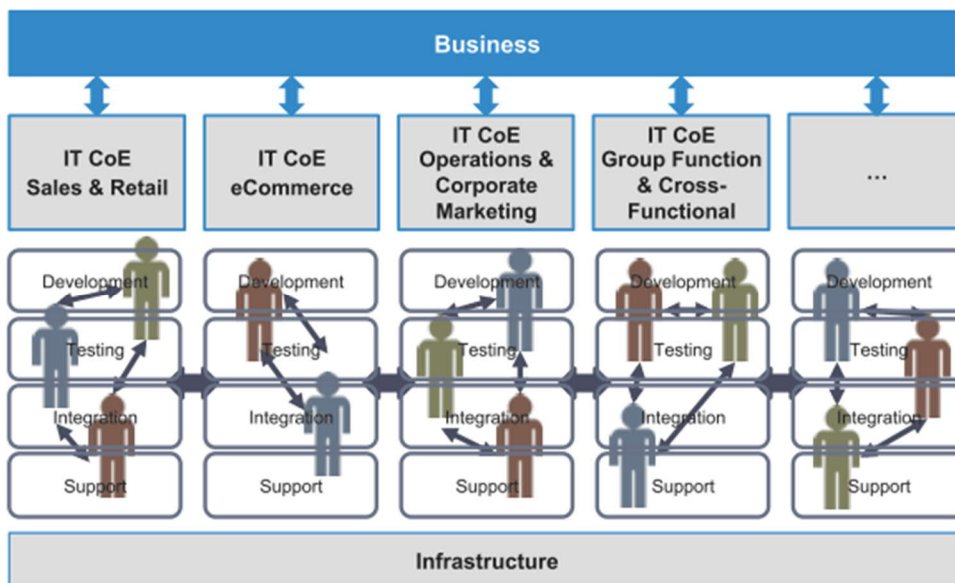 Business
IT CoE
Sales & Retail
IT CoE
eCommerce
IT CoE
Operations &
Corporate
Marketing
IT CoE
Group Function
& Cross-
Functional
...
Development
Testing
Integration
Support
Development
Testing
Integration
Support
Development
Testing
Integration
Support
Development
Testing
Integration
Support
Development
Testing
Integration
Support
Infrastructure